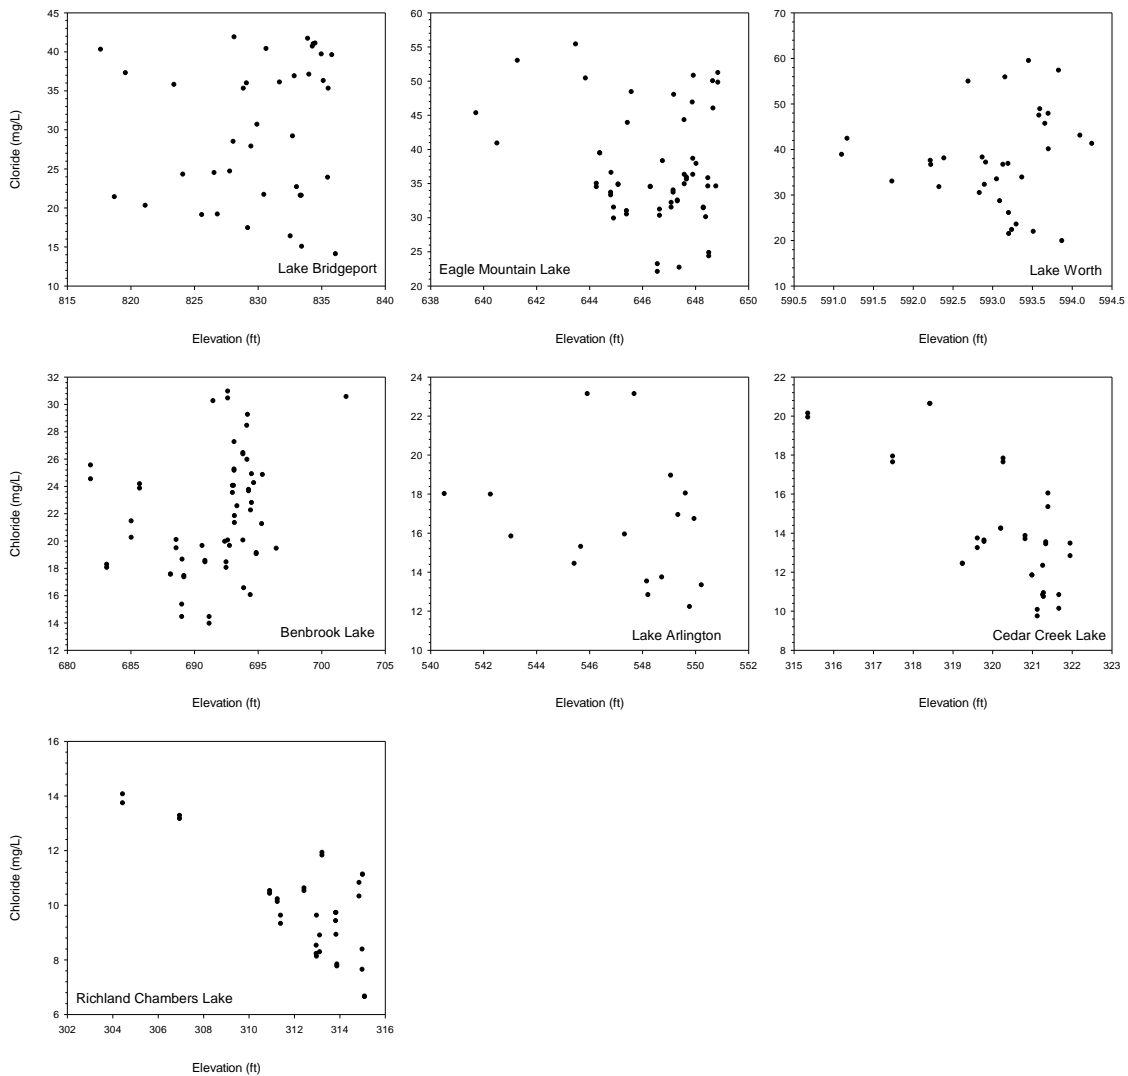 45
40
35
30
25
20
15
10
Cloride (mg/L)
Lake Bridgeport
815 820 825 830 835 840
Elevation (ft)
60
55
50
45
40
35
30
25
20
15
Eagle Mountain Lake
638 640 642 644 646 648 650
Elevation (ft)
70
60
50
40
30
20
10
Lake Worth
590.5 591.0 591.5 592.0 592.5 593.0 593.5 594.0 594.5
Elevation (ft)
32
30
28
26
24
22
20
18
16
14
12
Chloride (mg/L)
Benbrook Lake
680 685 690 695 702 705
Elevation (ft)
24
22
20
18
16
14
12
10
Lake Arlington
540 542 544 546 548 550 552
Elevation (ft)
22
20
18
16
14
12
10
8
Cedar Creek Lake
315 316 317 318 319 320 321 322 323
Elevation (ft)
16
14
12
10
8
6
Chloride (mg/L)
Richland Chambers Lake
302 304 306 308 310 312 314 316
Elevation (ft)